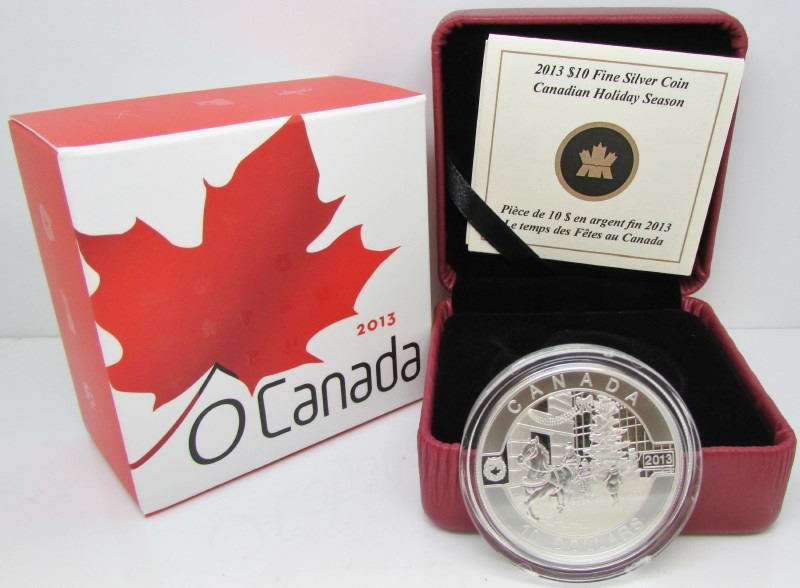 2013
O Canada
2013 $10 Fine Silver Coin
Canadian Holiday Season
Pièce de 10 $ en argent fin 2013
Le temps des Fêtes au Canada
CANADA
2013
10 DOLLARS